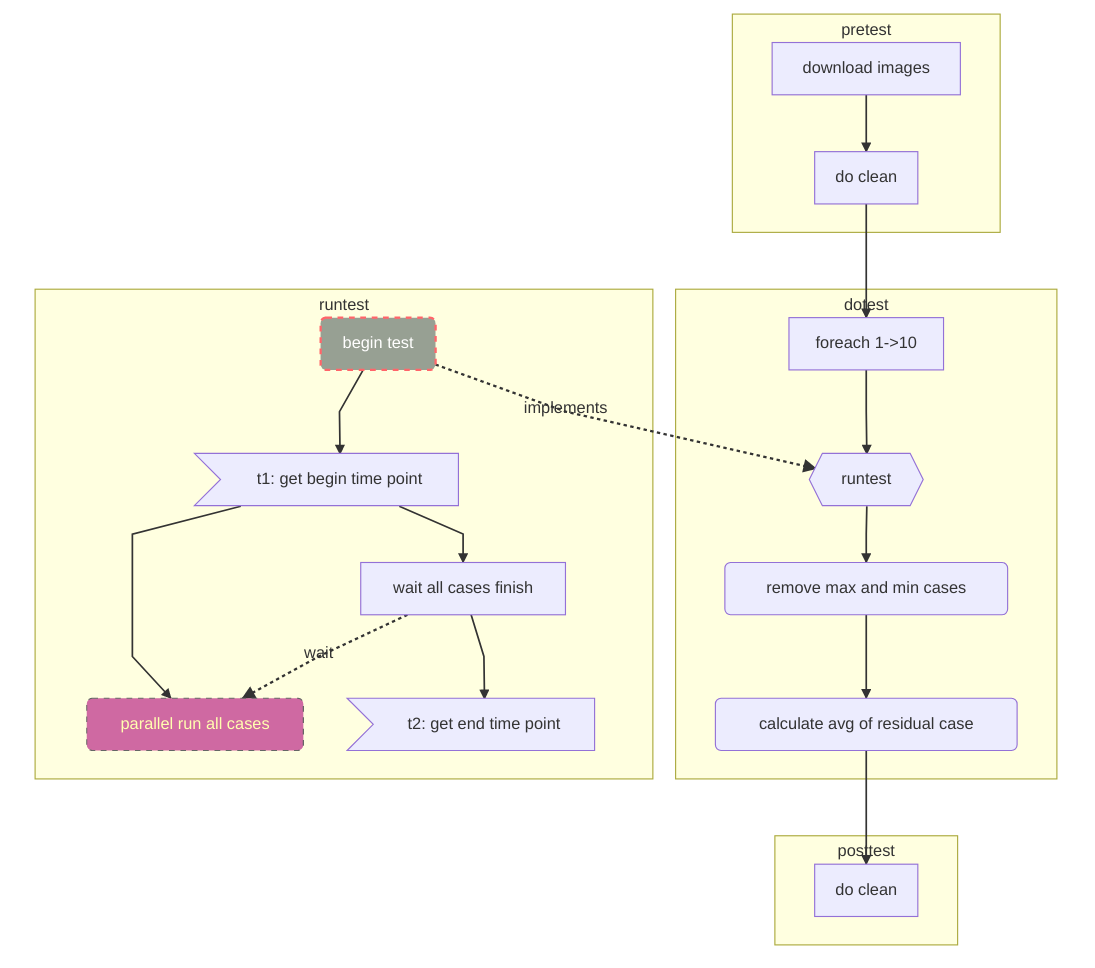 pretest
download images
do clean
runtest
begin test
implements
t1: get begin time point
wait all cases finish
wait
parallel run all cases
t2: get end time point
dotest
foreach 1->10
runtest
remove max and min cases
calculate avg of residual case
posttest
do clean